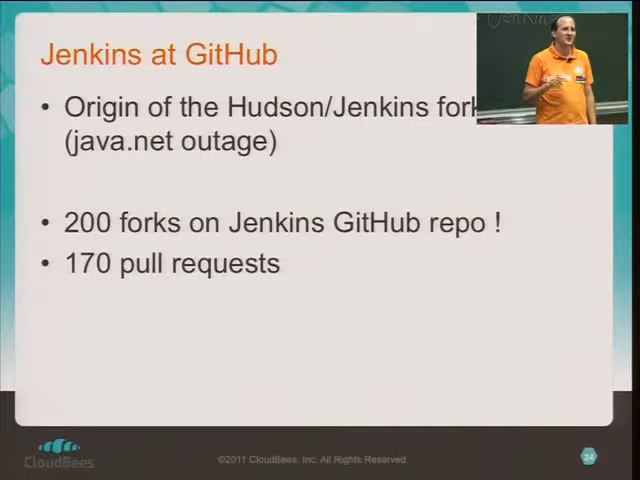 Jenkins at GitHub
• Origin of the Hudson/Jenkins fork
(java.net outage)
• 200 forks on Jenkins GitHub repo !
• 170 pull requests
CloudBees
©2011 CloudBees, Inc. All Rights Reserved
24